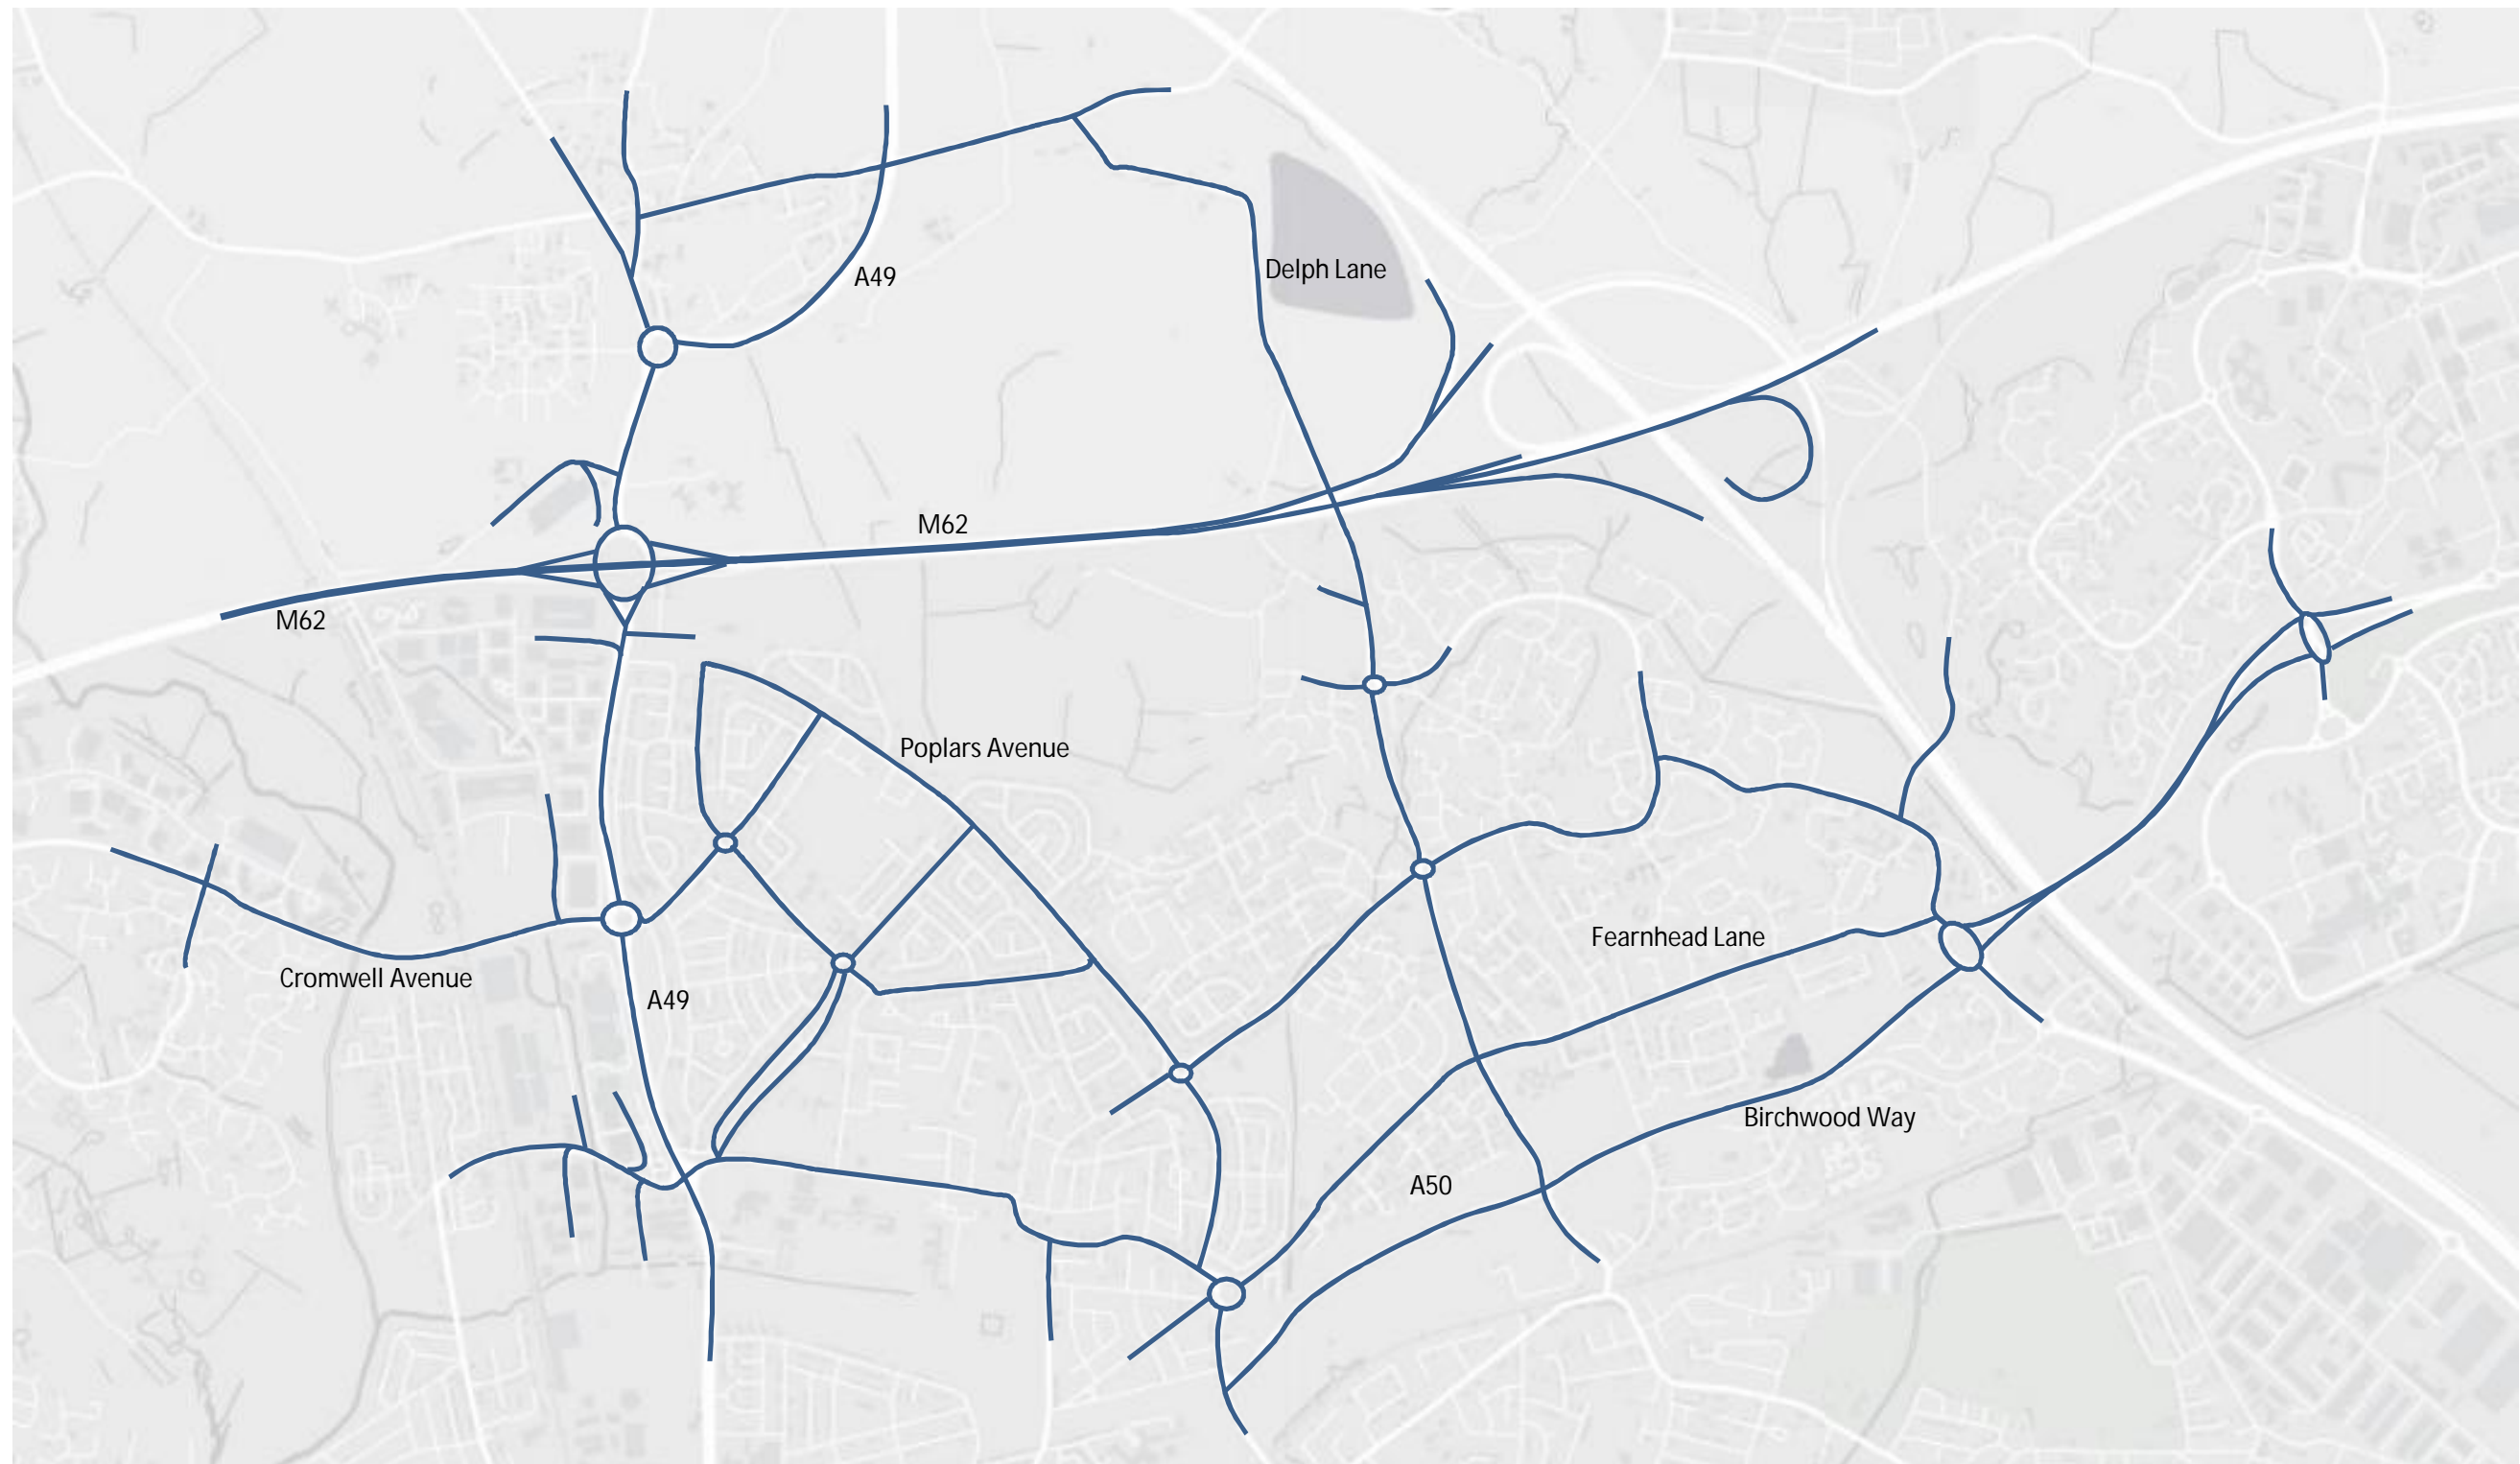 Delph Lane
A49
M62
M62
Poplars Avenue
Fearnhead Lane
Cromwell Avenue
A49
Birchwood Way
A50